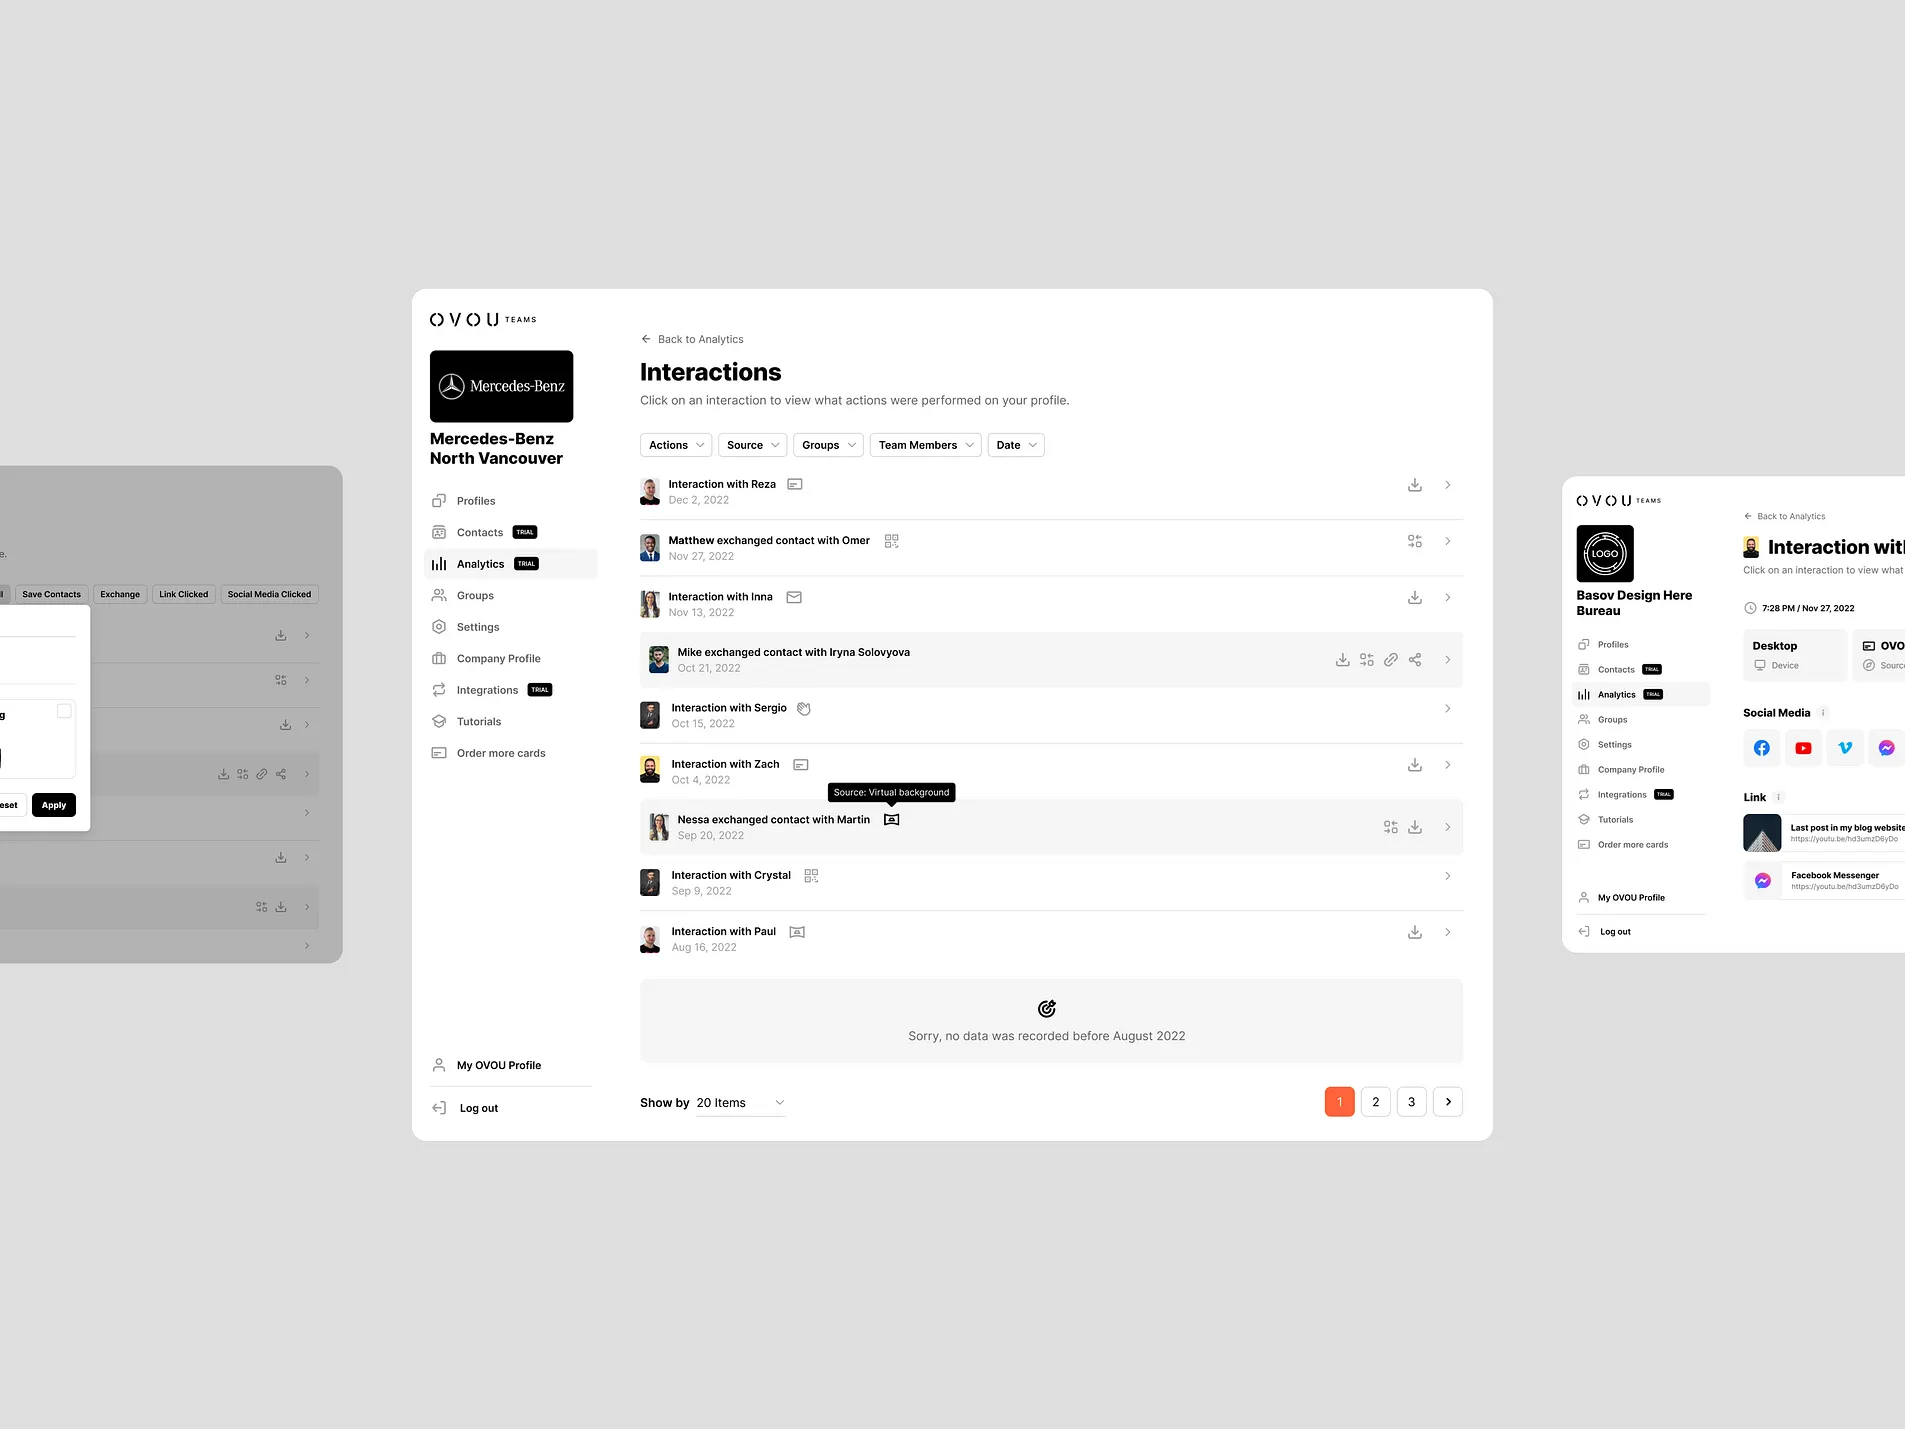 e.
Save Contacts
Exchange
Link Clicked
Social Media Clicked
g
Apply
OVOU TEAMS
Mercedes-Benz
Mercedes-Benz
North Vancouver
Profiles
Contacts TRIAL
Analytics TRIAL
Groups
Settings
Company Profile
Integrations TRIAL
Tutorials
Order more cards
My OVOU Profile
Log out
Back to Analytics
Interactions
Click on an interaction to view what actions were performed on your profile.
Actions
Source
Groups
Team Members
Date
Interaction with Reza
Dec 2, 2022
Matthew exchanged contact with Omer
Nov 27, 2022
Interaction with Inna
Nov 13, 2022
Mike exchanged contact with Iryna Solovyova
Oct 21, 2022
Interaction with Sergio
Oct 15, 2022
Interaction with Zach
Oct 4, 2022
Source: Virtual background
Nessa exchanged contact with Martin
Sep 20, 2022
Interaction with Crystal
Sep 9, 2022
Interaction with Paul
Aug 16, 2022
Sorry, no data was recorded before August 2022
Show by 20 Items
1 2 3
OVOU TEAMS
LOGO
Basov Design Here
Bureau
Profiles
Contacts TRIAL
Analytics TRIAL
Groups
Settings
Company Profile
Integrations TRIAL
Tutorials
Order more cards
My OVOU Profile
Log out
Back to Analytics
Interaction wit
Click on an interaction to view what
7:28 PM / Nov 27, 2022
Desktop
Device
OVO
Sourc
Social Media
Link
Last post in my blog website
https://youtu.be/hd3umzD6yDo
Facebook Messenger
https://youtu.be/hd3umzD6yDo